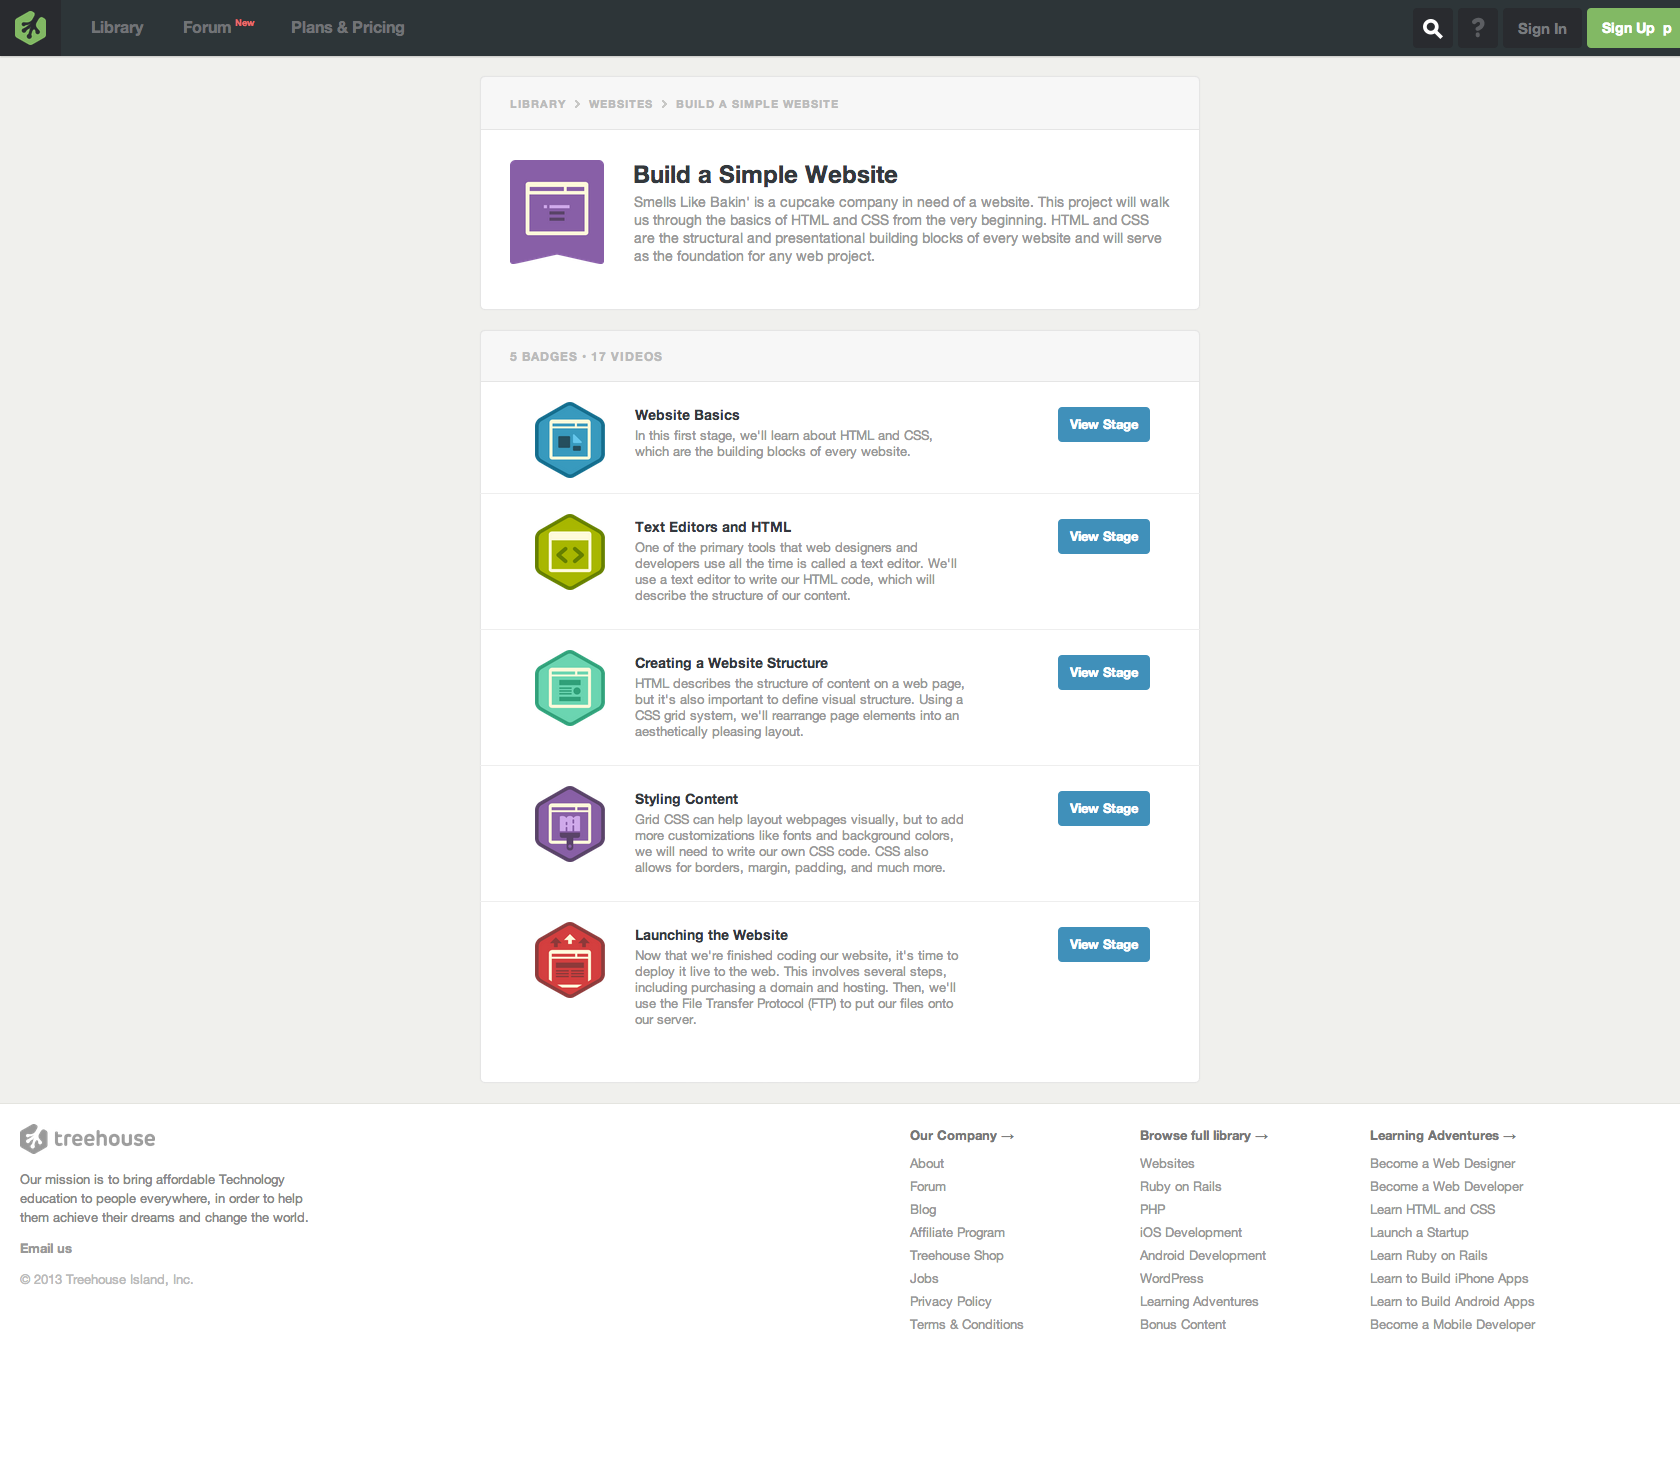 Library Forum New Plans & Pricing ? Sign In Sign Up p
LIBRARY > WEBSITES > BUILD A SIMPLE WEBSITE
Build a Simple Website
Smells Like Bakin' is a cupcake company in need of a website. This project will walk
us through the basics of HTML and CSS from the very beginning. HTML and CSS
are the structural and presentational building blocks of every website and will serve
as the foundation for any web project.
5 BADGES • 17 VIDEOS
Website Basics
In this first stage, we'll learn about HTML and CSS,
which are the building blocks of every website.
View Stage
Text Editors and HTML
One of the primary tools that web designers and
developers use all the time is called a text editor. We'll
use a text editor to write our HTML code, which will
describe the structure of our content.
View Stage
Creating a Website Structure
HTML describes the structure of content on a web page,
but it's also important to define visual structure. Using a
CSS grid system, we'll rearrange page elements into an
aesthetically pleasing layout.
View Stage
Styling Content
Grid CSS can help layout webpages visually, but to add
more customizations like fonts and background colors,
we will need to write our own CSS code. CSS also
allows for borders, margin, padding, and much more.
View Stage
Launching the Website
Now that we're finished coding our website, it's time to
deploy it live to the web. This involves several steps,
including purchasing a domain and hosting. Then, we'll
use the File Transfer Protocol (FTP) to put our files onto
our server.
View Stage
treehouse
Our mission is to bring affordable Technology
education to people everywhere, in order to help
them achieve their dreams and change the world.
Email us
© 2013 Treehouse Island, Inc.
Our Company →
About
Forum
Blog
Affiliate Program
Treehouse Shop
Jobs
Privacy Policy
Terms & Conditions
Browse full library →
Websites
Ruby on Rails
PHP
iOS Development
Android Development
WordPress
Learning Adventures
Bonus Content
Learning Adventures →
Become a Web Designer
Become a Web Developer
Learn HTML and CSS
Launch a Startup
Learn Ruby on Rails
Learn to Build iPhone Apps
Learn to Build Android Apps
Become a Mobile Developer